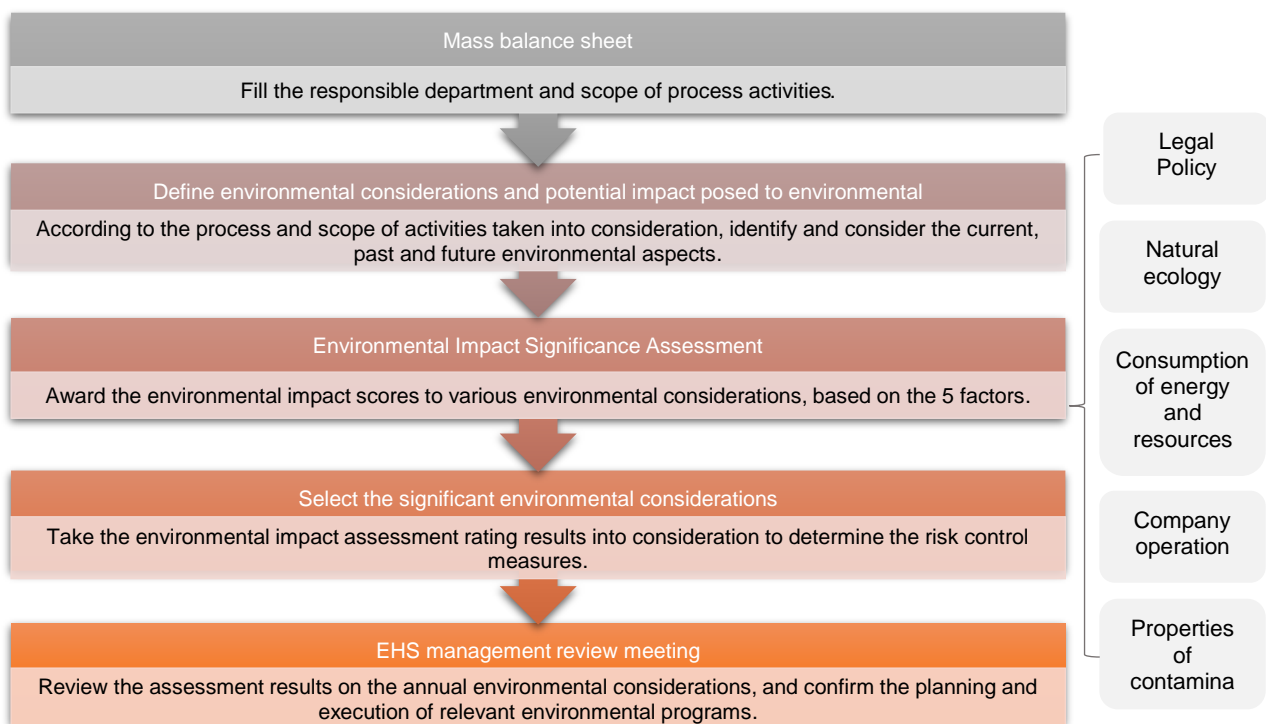 Mass balance sheet
Fill the responsible department and scope of process activities.
Define environmental considerations and potential impact posed to environmental
According to the process and scope of activities taken into consideration, identify and consider the current,
past and future environmental aspects.
Environmental Impact Significance Assessment
Award the environmental impact scores to various environmental considerations, based on the 5 factors.
Select the significant environmental considerations
Take the environmental impact assessment rating results into consideration to determine the risk control
measures.
EHS management review meeting
Review the assessment results on the annual environmental considerations, and confirm the planning and
execution of relevant environmental programs.
Legal
Policy
Natural
ecology
Consumption
of energy
and
resources
Company
operation
Properties
of
contamina